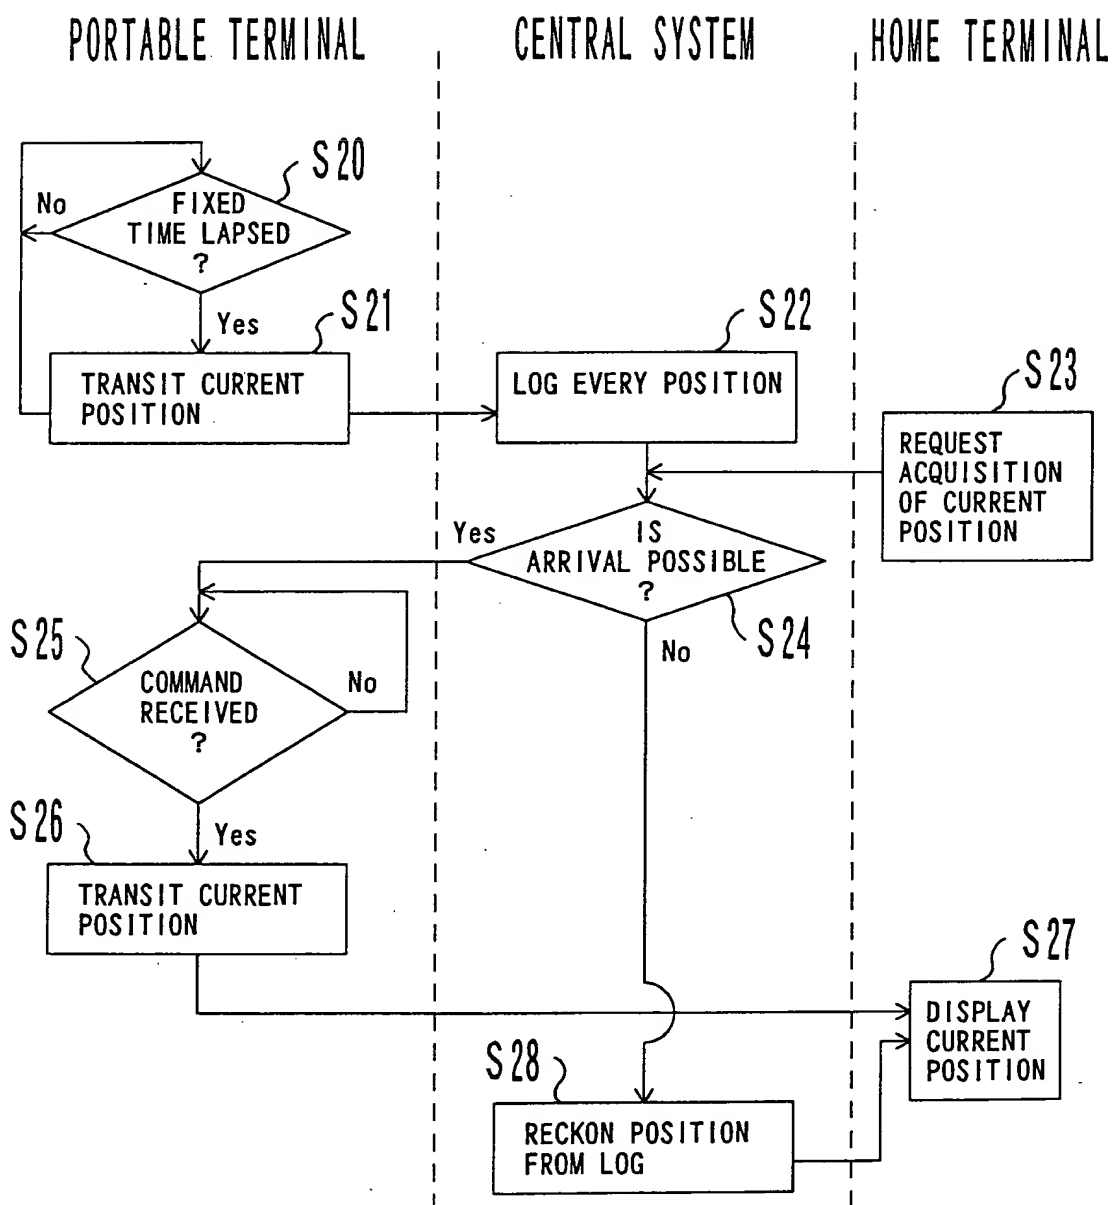 PORTABLE TERMINAL
CENTRAL SYSTEM
HOME TERMINAL
S20
No
FIXED
TIME LAPSED
?
Yes
S21
TRANSIT CURRENT
POSITION
S22
LOG EVERY POSITION
S23
REQUEST
ACQUISITION
OF CURRENT
POSITION
Yes
IS
ARRIVAL POSSIBLE
?
S24
No
S25
COMMAND
RECEIVED
?
No
Yes
S26
TRANSIT CURRENT
POSITION
S27
DISPLAY
CURRENT
POSITION
S28
RECKON POSITION
FROM LOG